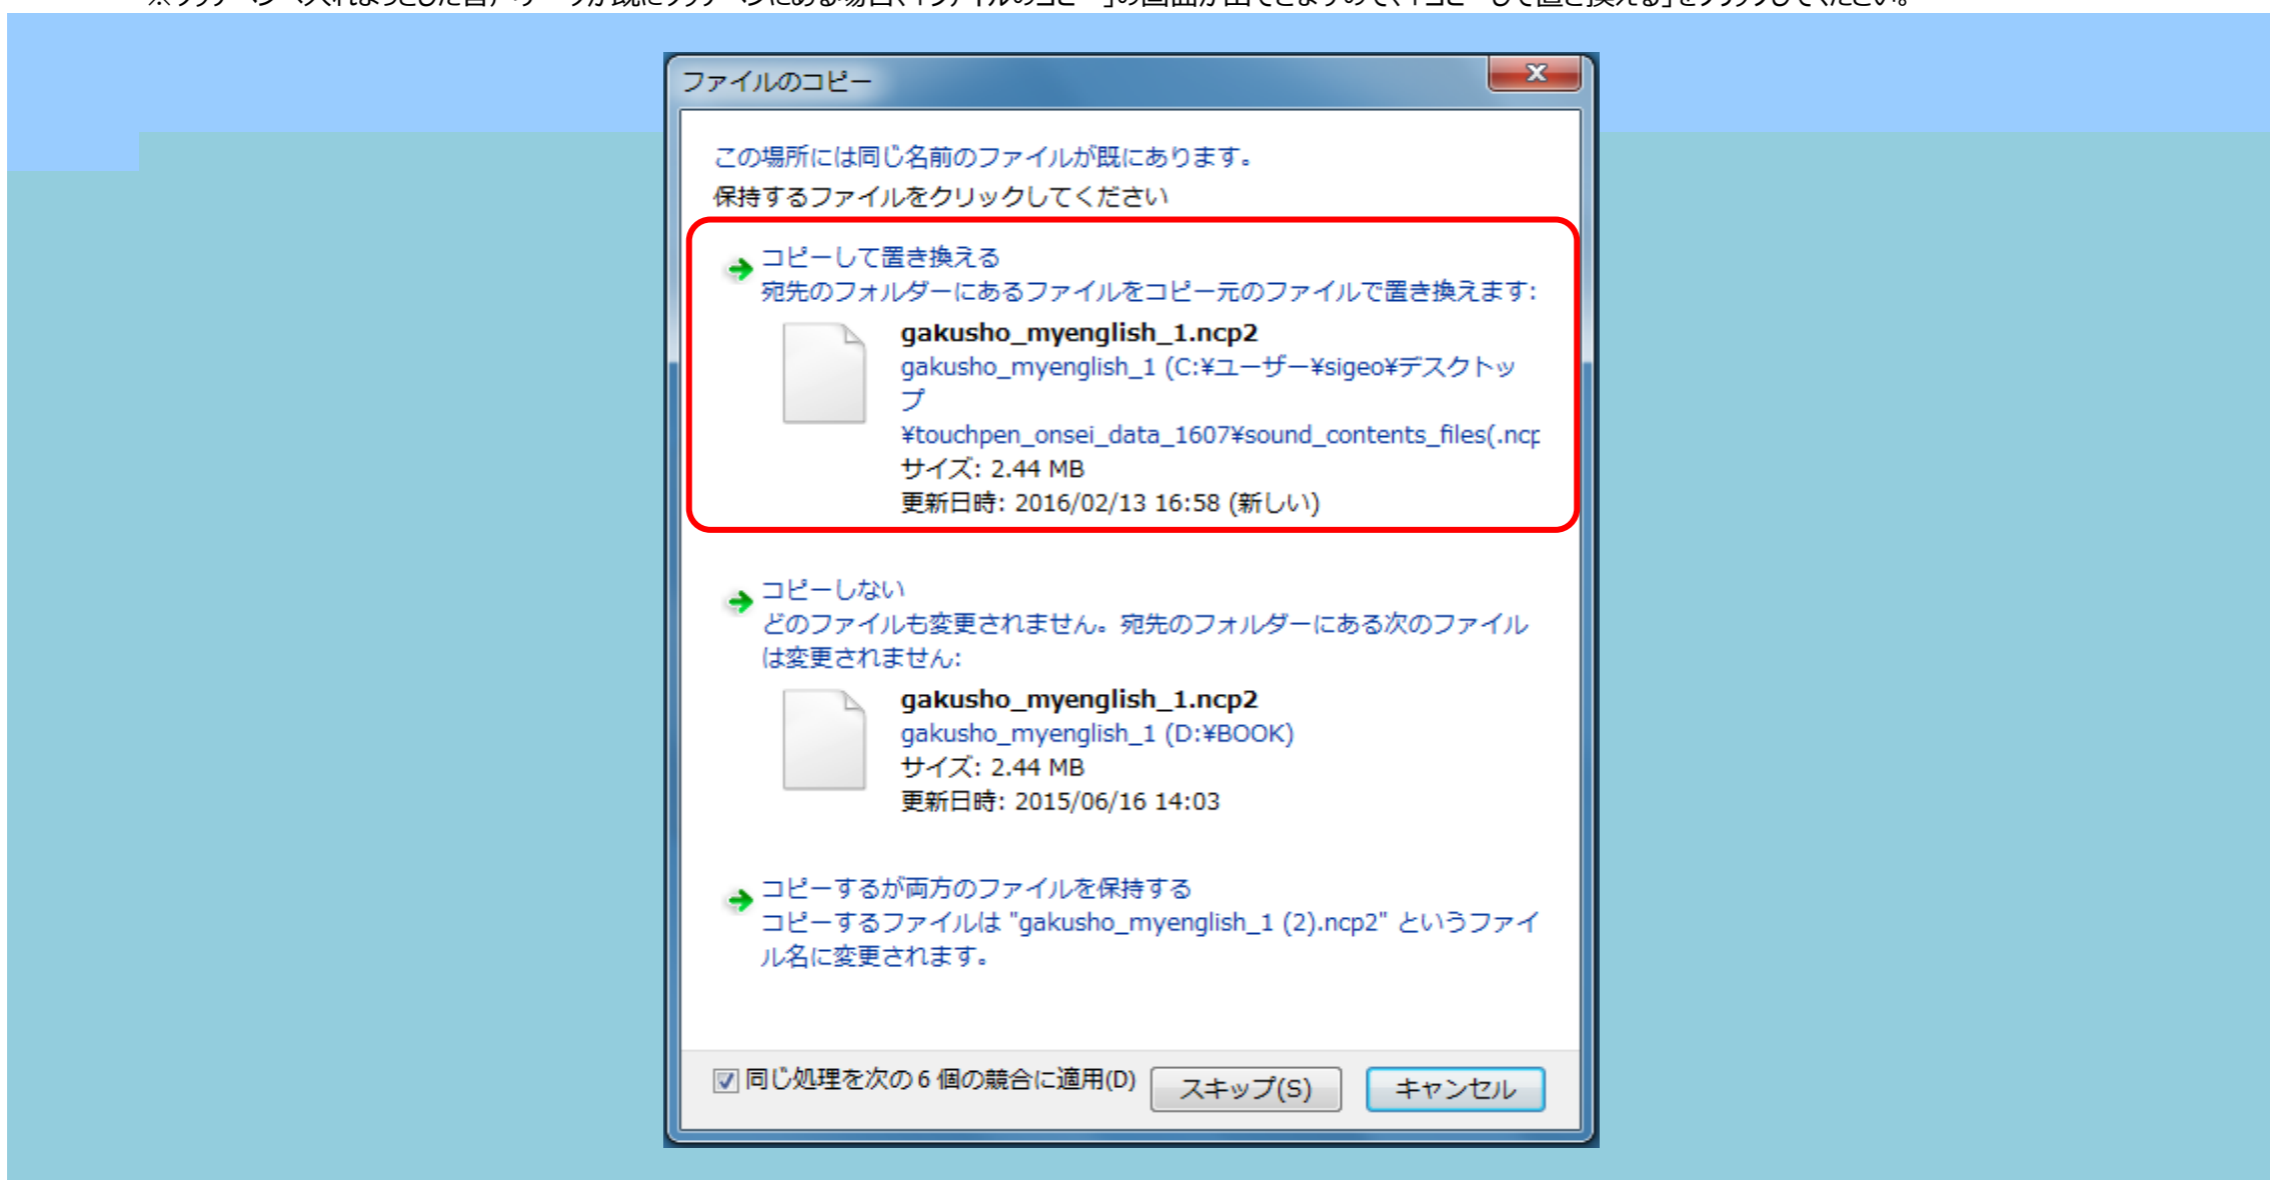 ファイルのコピー
この場所には同じ名前のファイルが既にあります。
保持するファイルをクリックしてください
コピーして置き換える
宛先のフォルダーにあるファイルをコピー元のファイルで置き換えます:
gakusho_myenglish_1.ncp2
gakusho_myenglish_1 (C:¥ユーザー¥sigeo¥デスクトッ
プ
¥touchpen_onsei_data_1607¥sound_contents_files(.ncp
サイズ: 2.44 MB
更新日時: 2016/02/13 16:58 (新しい)
コピーしない
どのファイルも変更されません。宛先のフォルダーにある次のファイル
は変更されません:
gakusho_myenglish_1.ncp2
gakusho_myenglish_1 (D:¥BOOK)
サイズ: 2.44 MB
更新日時: 2015/06/16 14:03
コピーするが両方のファイルを保持する
コピーするファイルは "gakusho_myenglish_1 (2).ncp2" というファイ
ル名に変更されます。
同じ処理を次の 6 個の競合に適用(D)
スキップ(S)
キャンセル